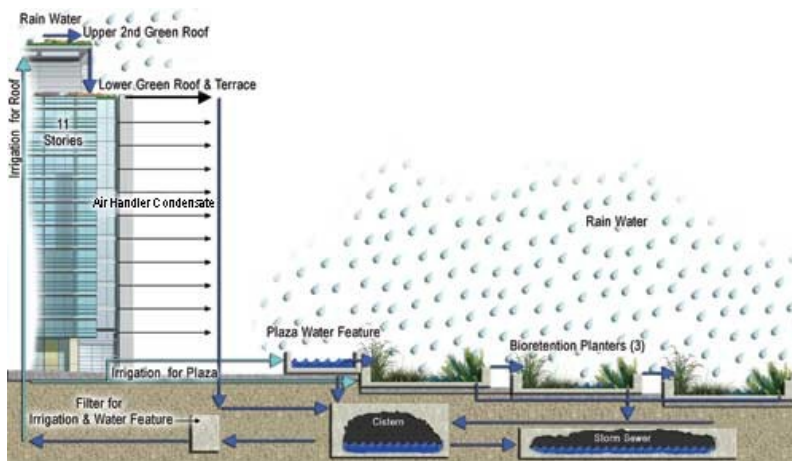 Rain Water
Upper 2nd Green Roof
Lower Green Roof & Terrace
Irrigation for Roof
11
Stories
Air Handler Condensate
Rain Water
Plaza Water Feature
Bioretention Planters (3)
Irrigation for Plaza
Filter for
Irrigation & Water Feature
Cistern
Storm Sewer